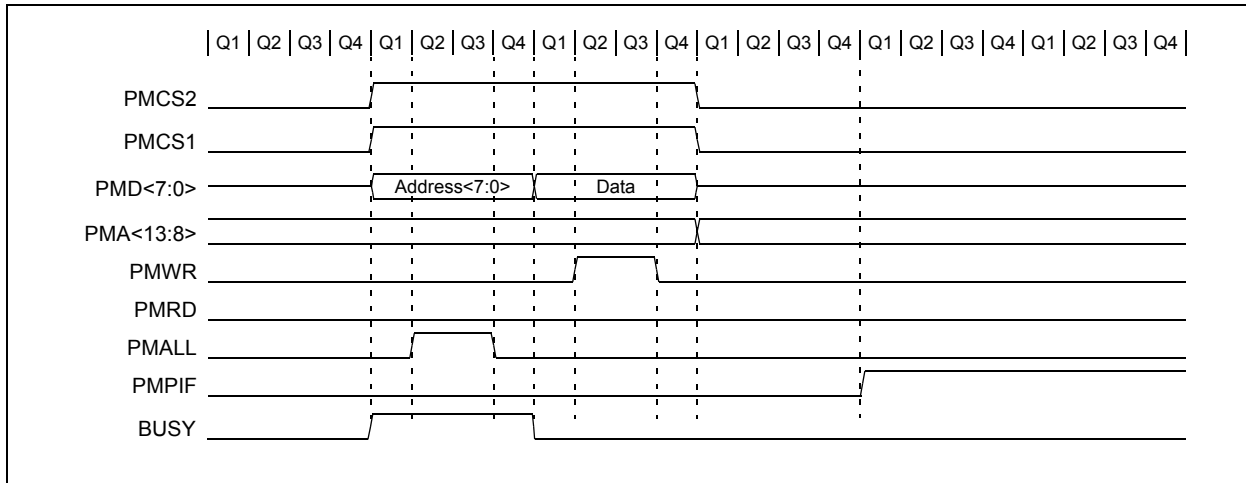 Q1 Q2 Q3 Q4 Q1 Q2 Q3 Q4 Q1 Q2 Q3 Q4 Q1 Q2 Q3 Q4 Q1 Q2 Q3 Q4 Q1 Q2 Q3 Q4
PMCS2
PMCS1
PMD<7:0> Address<7:0> Data
PMA<13:8>
PMWR
PMRD
PMALL
PMPIF
BUSY